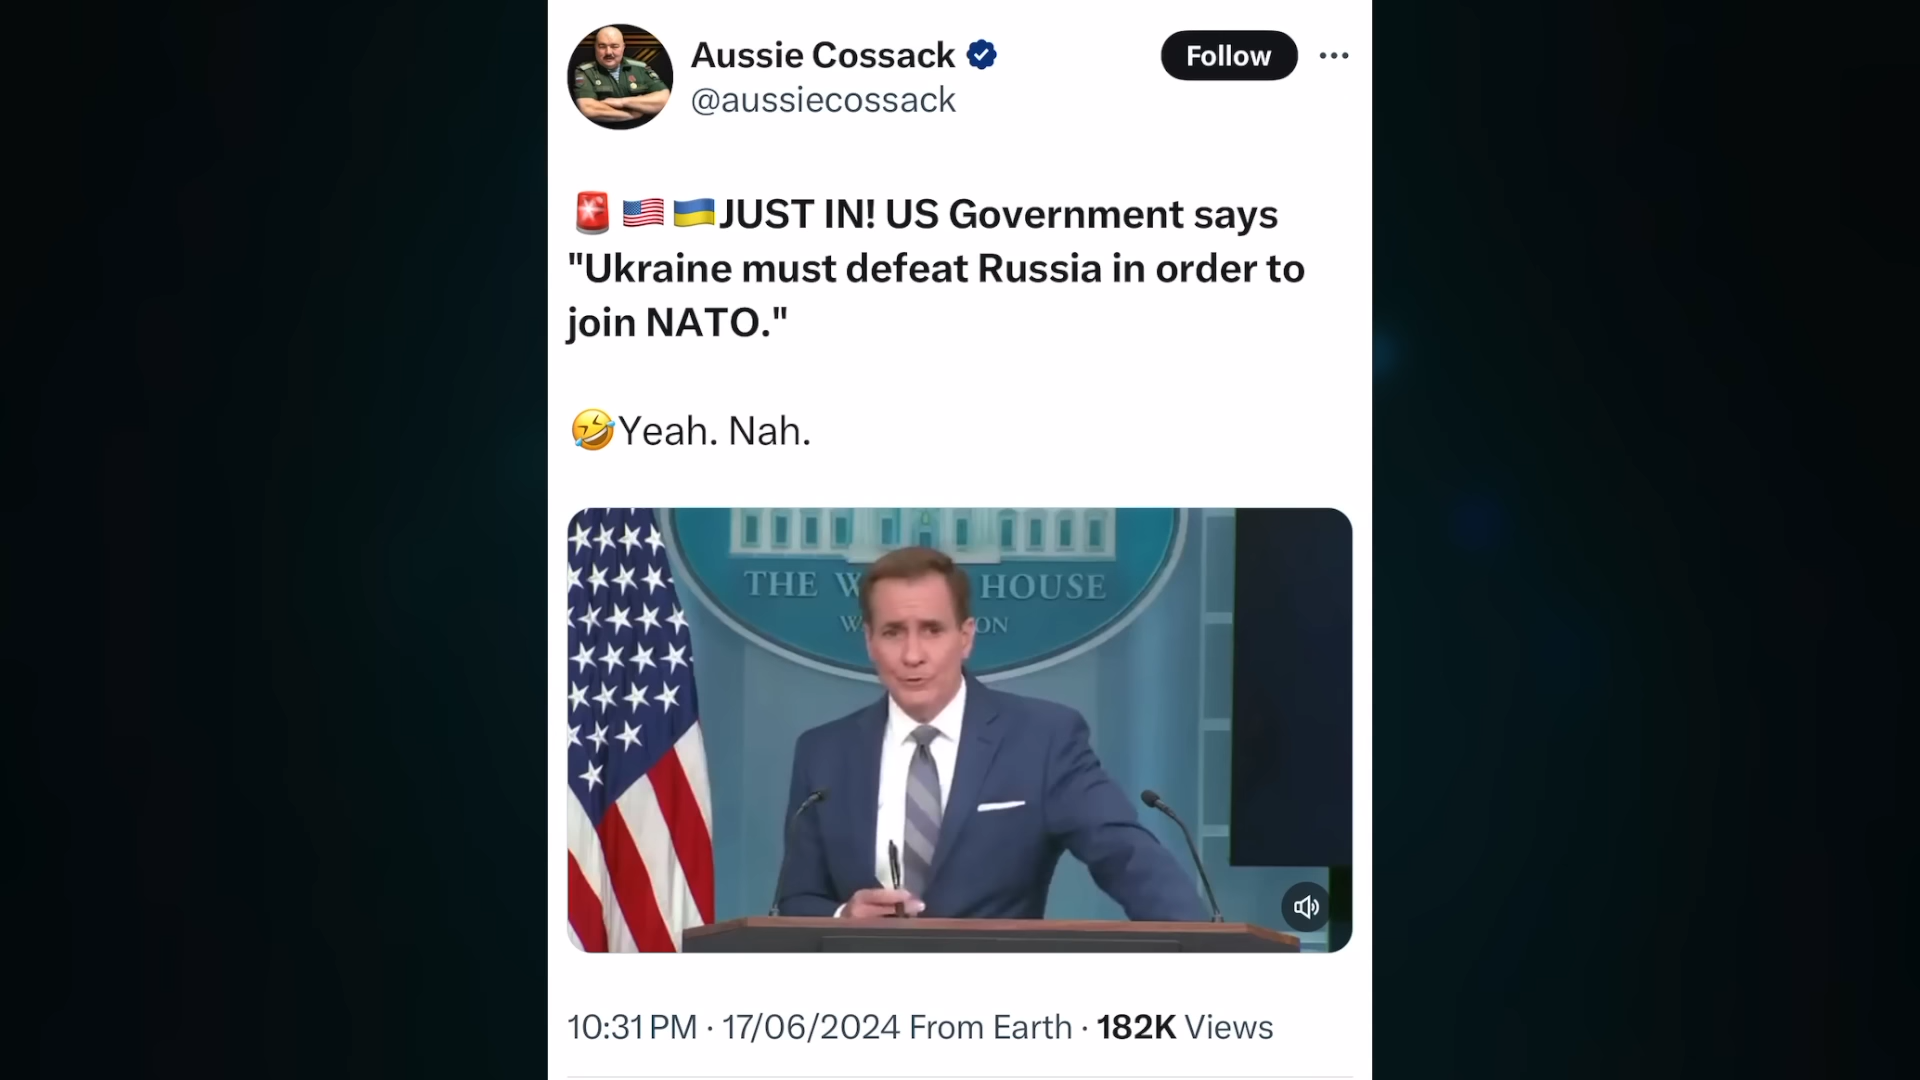 Aussie Cossack
Follow
@aussiecossack
🚨🇺🇸🇺🇦JUST IN! US Government says
"Ukraine must defeat Russia in order to
join NATO."
🤣Yeah. Nah.
THE W HOUSE
WA ON
10:31 PM · 17/06/2024 From Earth · 182K Views